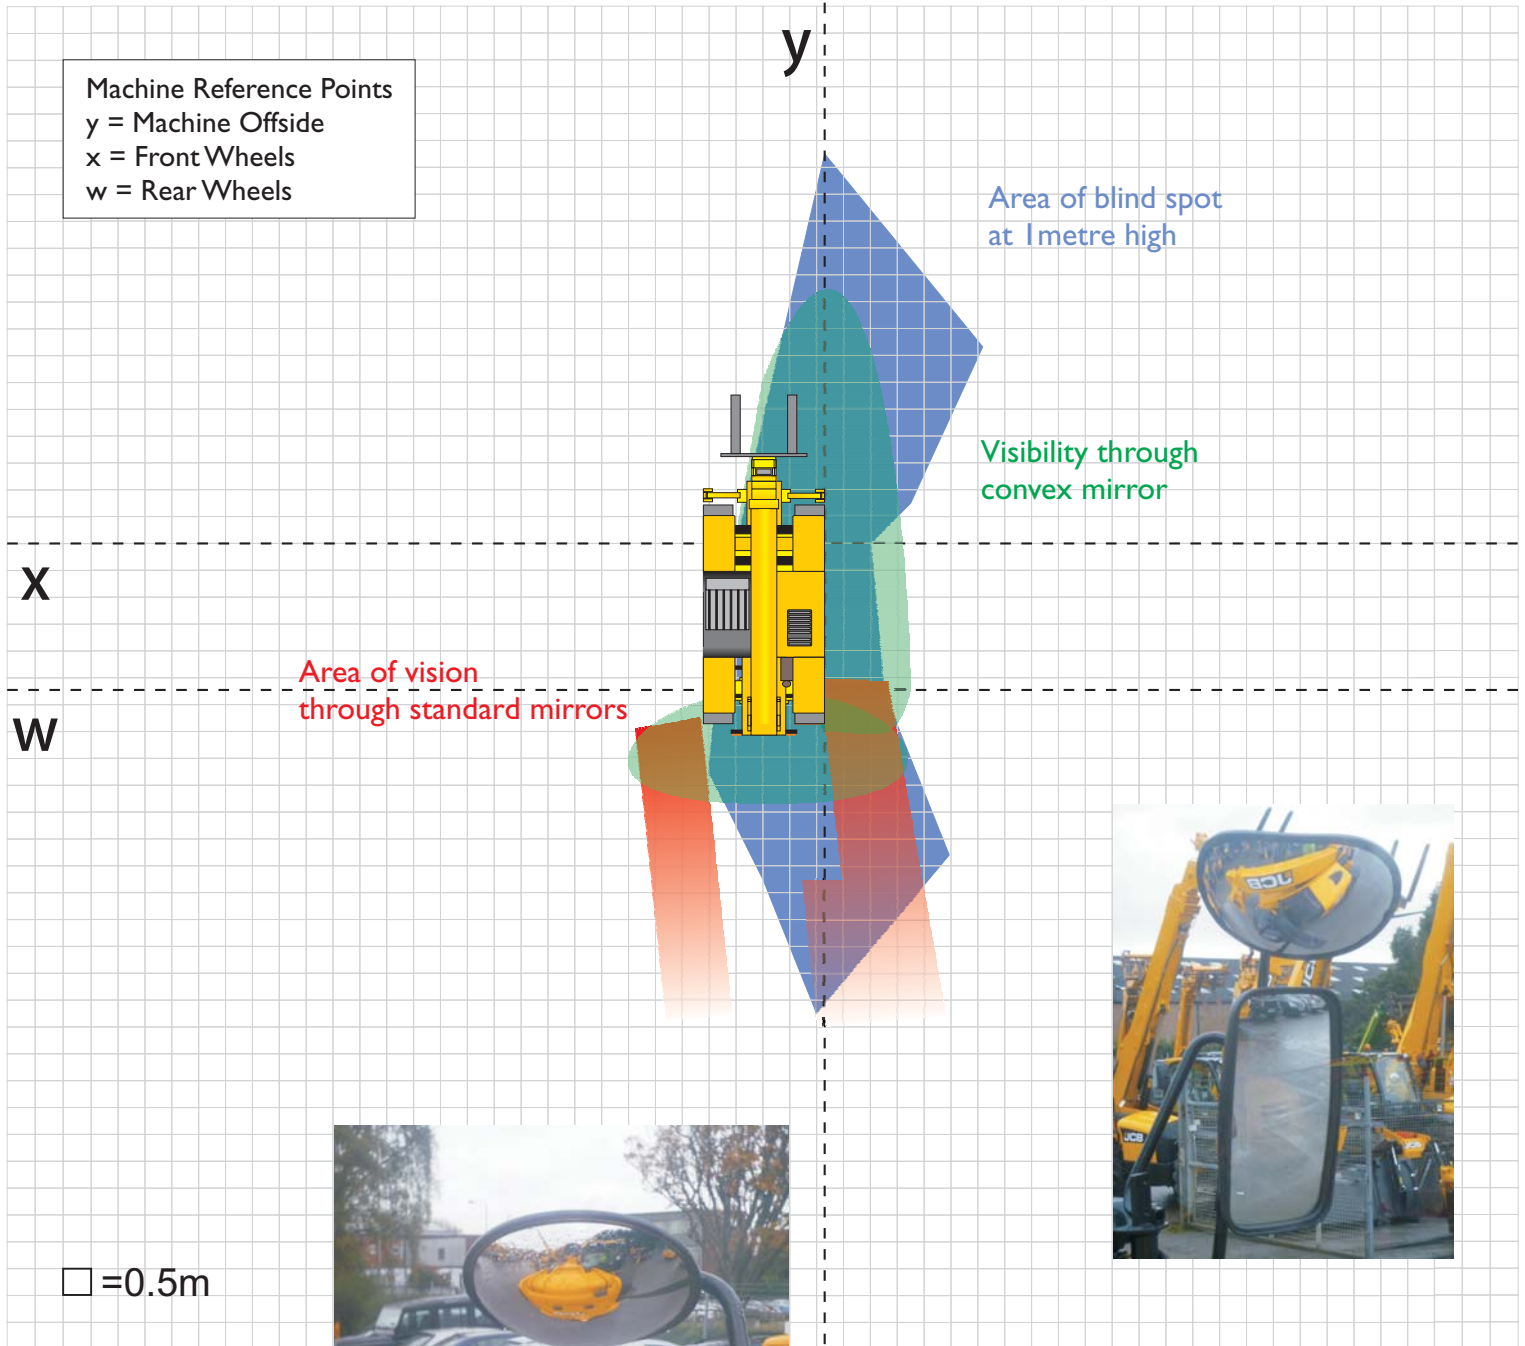 y
Machine Reference Points
y = Machine Offside
x = Front Wheels
w = Rear Wheels
Area of blind spot
at 1metre high
Visibility through
convex mirror
x
Area of vision
through standard mirrors
w
JCB
JCB
=0.5m